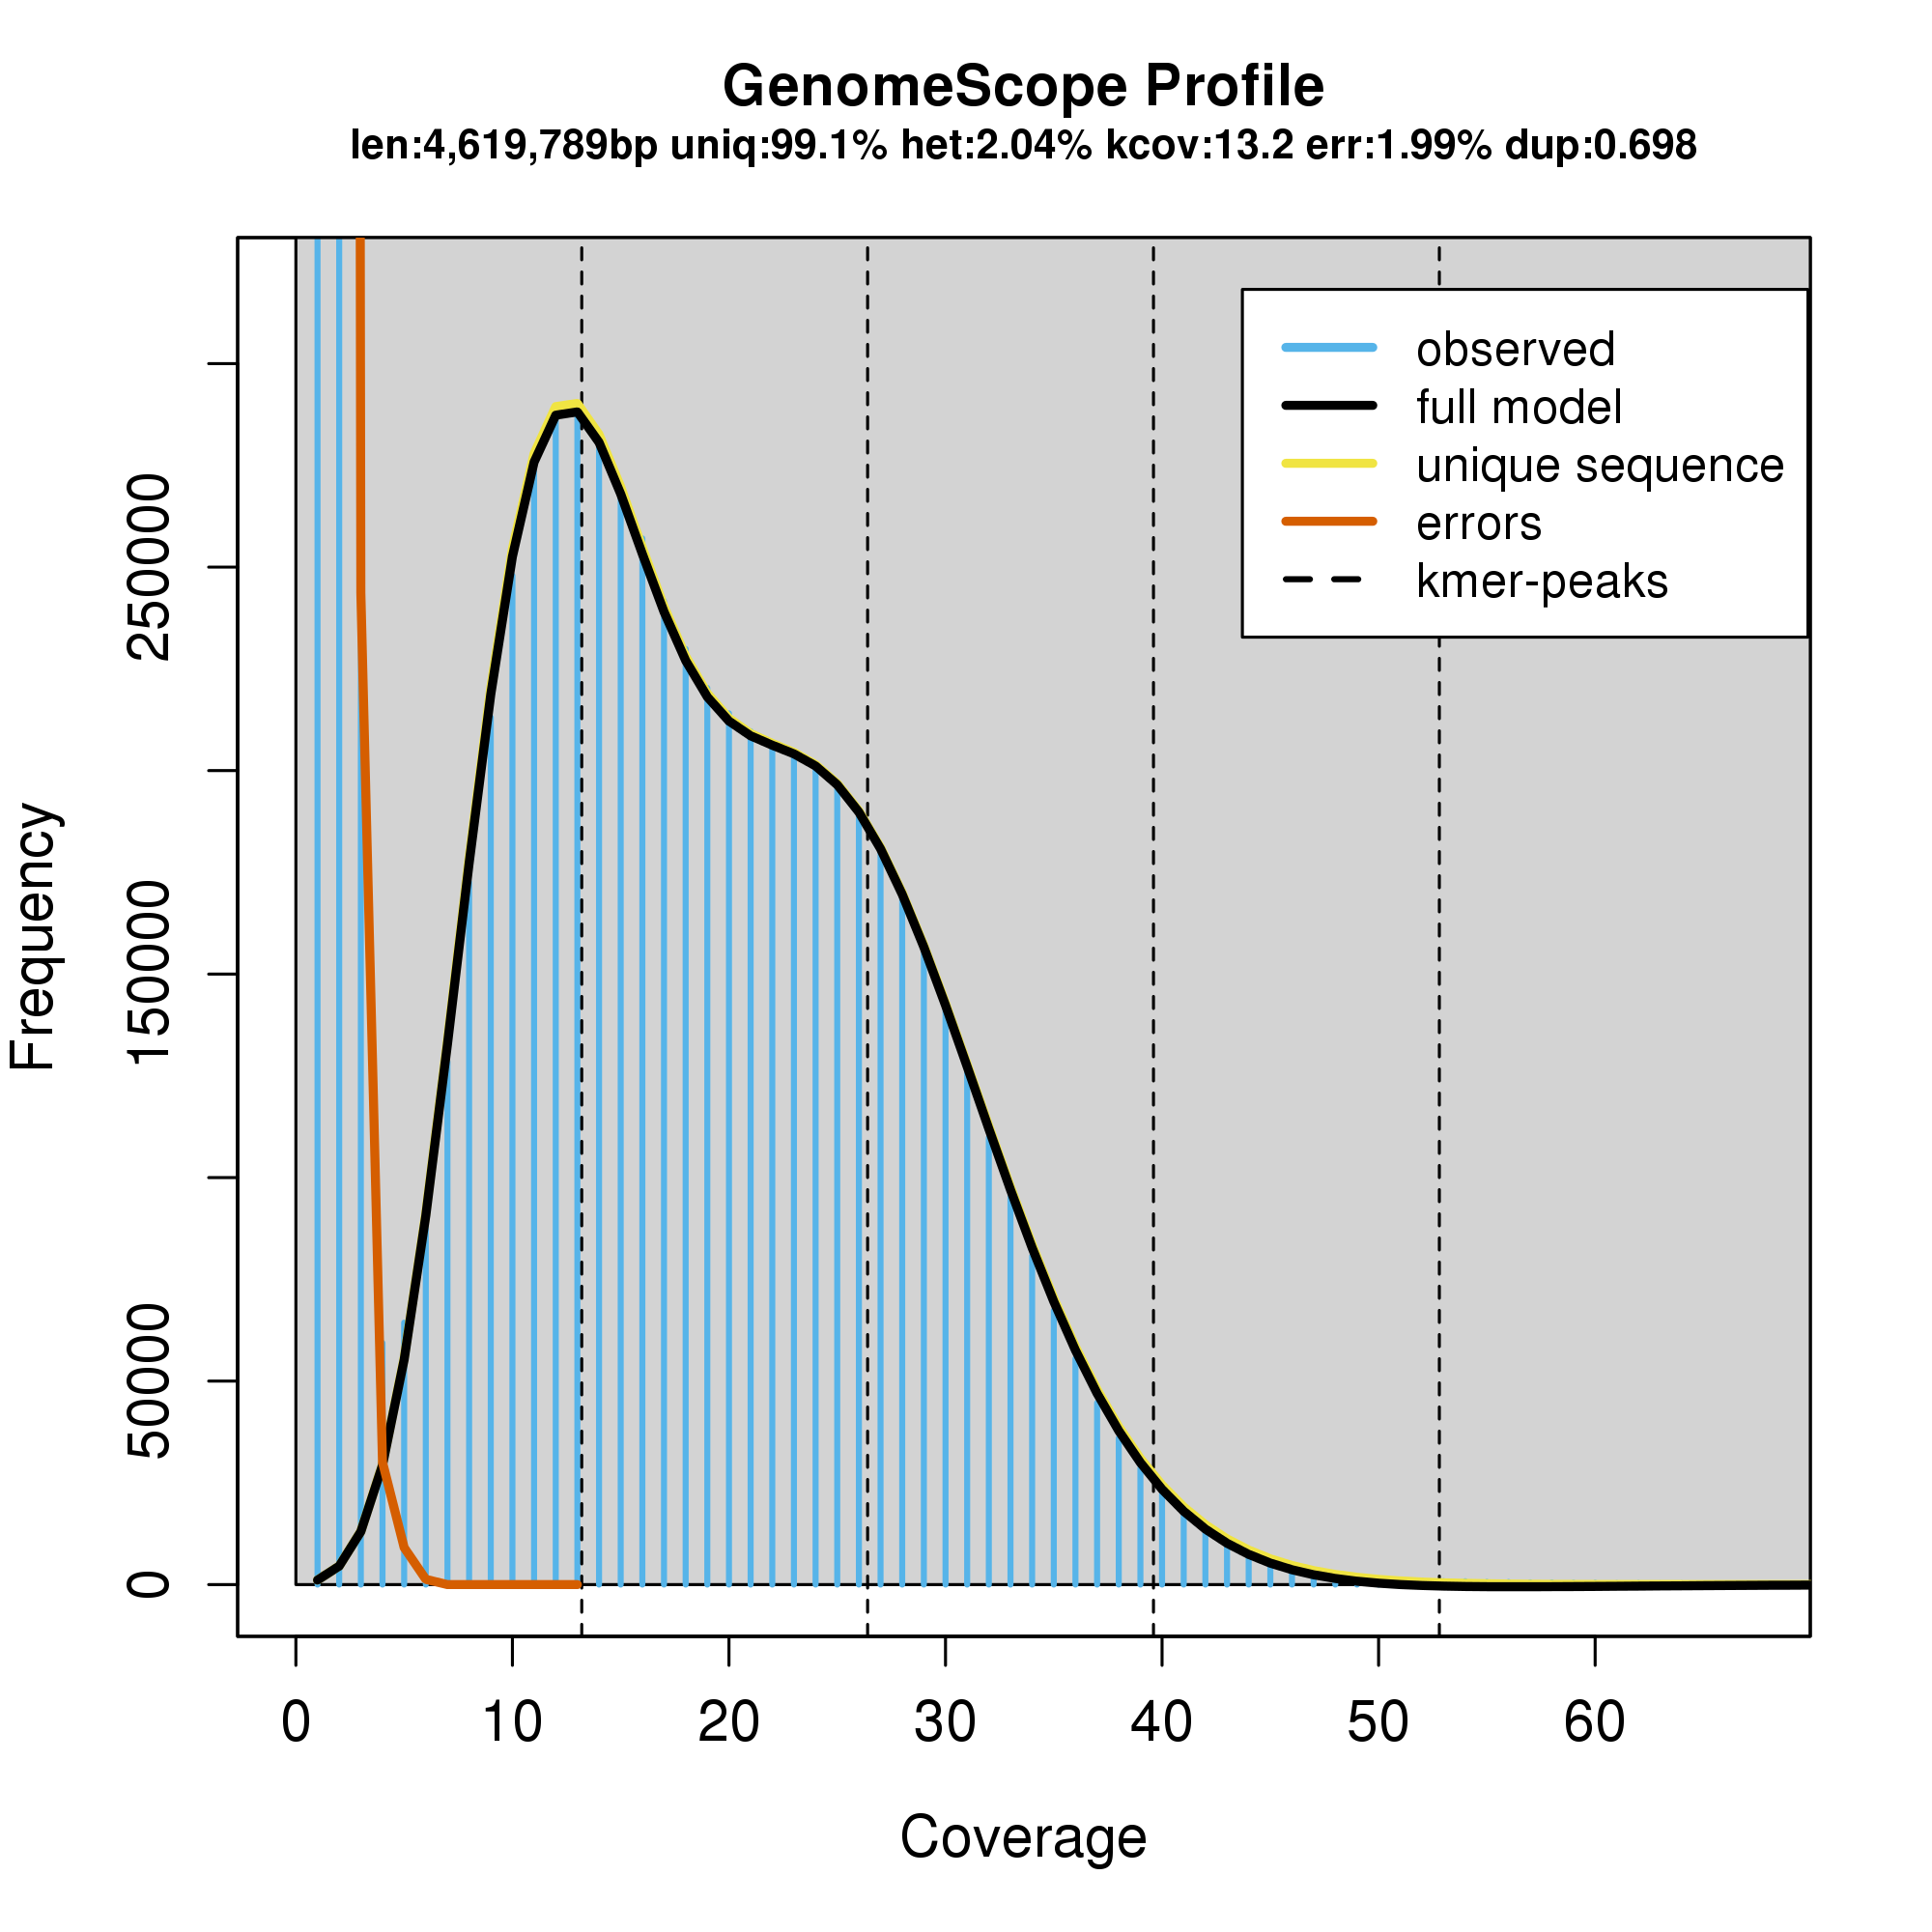 GenomeScope Profile
len:4,619,789bp uniq:99.1% het:2.04% kcov:13.2 err:1.99% dup:0.698
observed
full model
unique sequence
errors
kmer-peaks
Frequency
250000
150000
50000
0
0 10 20 30 40 50 60
Coverage